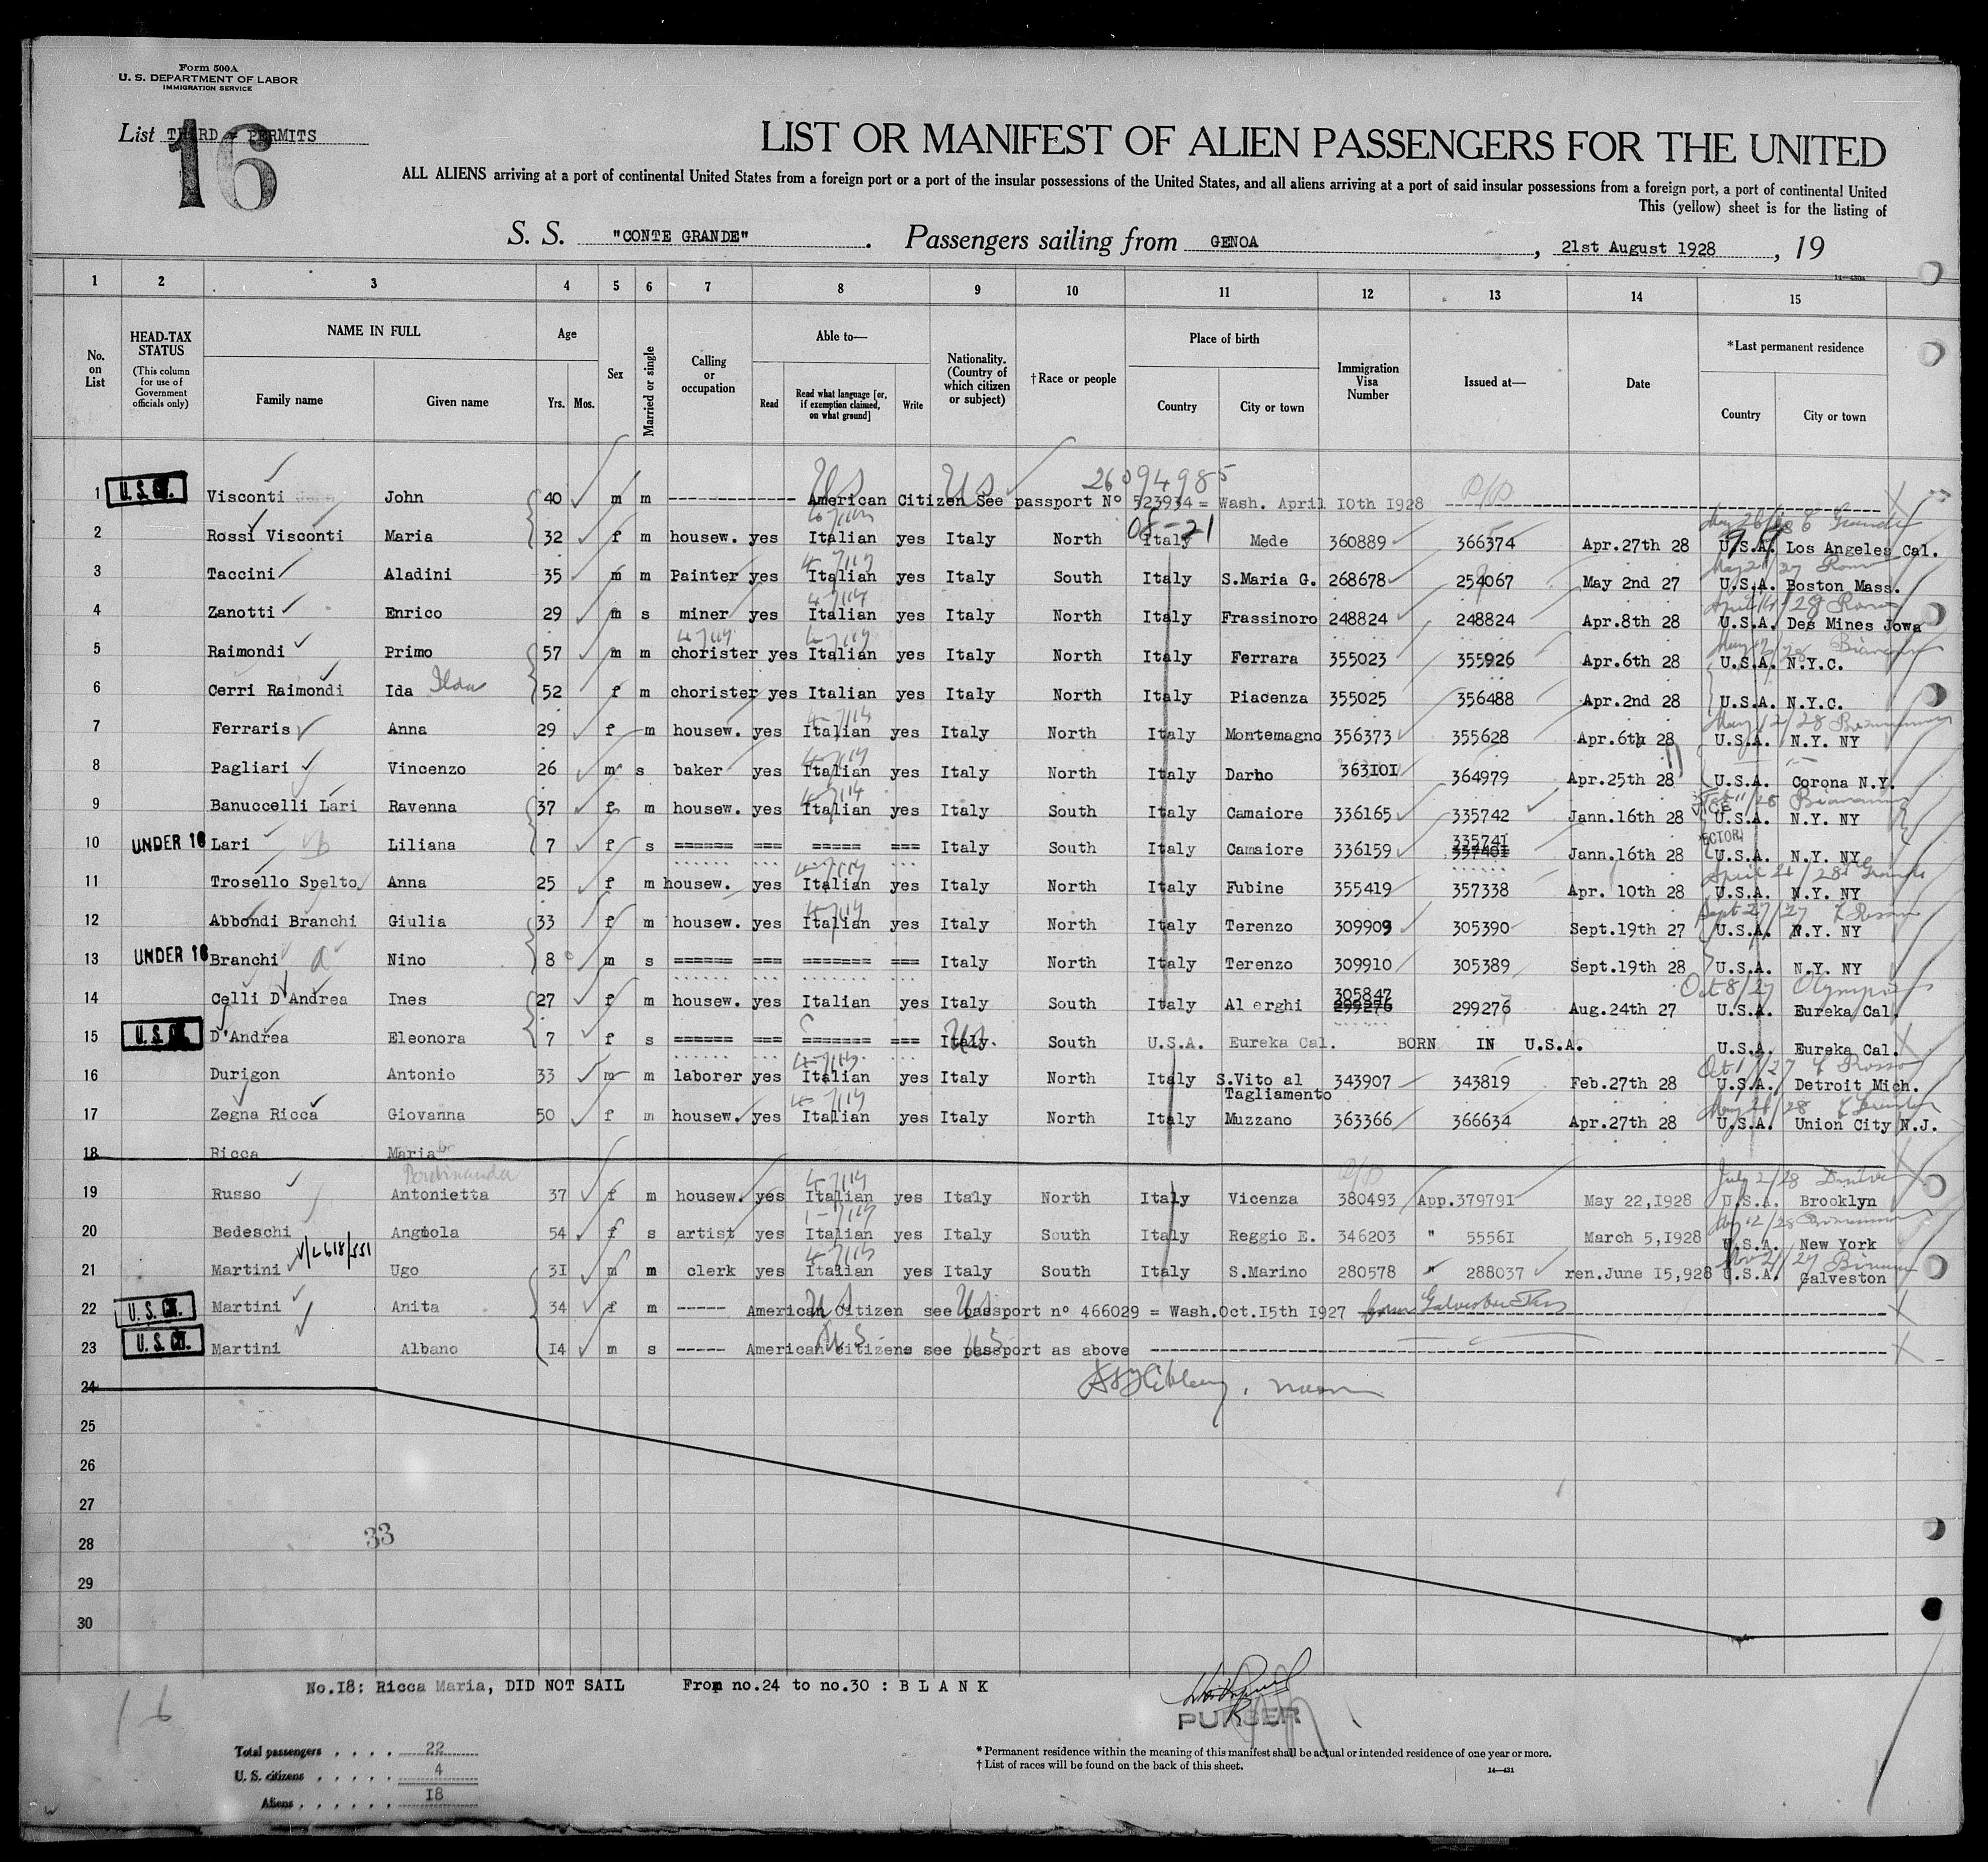 Form 500A
U. S. DEPARTMENT OF LABOR
IMMIGRATION SERVICE
List THIRD = PERMITS
16
LIST OR MANIFEST OF ALIEN PASSENGERS FOR THE UNITED
ALL ALIENS arriving at a port of continental United States from a foreign port or a port of the insular possessions of the United States, and all aliens arriving at a port of said insular possessions from a foreign port, a port of continental United
This (yellow) sheet is for the listing of
S. S. "CONTE GRANDE". Passengers sailing from GENOA, 21st August 1928, 19
14—430a
1 2 3 4 5 6 7 8 9 10 11 12 13 14 15
No. on List
HEAD-TAX STATUS (This column for use of Government officials only)
NAME IN FULL
Family name Given name
Age
Yrs. Mos.
Sex
Married or single
Calling or occupation
Able to—
Read Read what language [or, if exemption claimed, on what ground] Write
Nationality. (Country of which citizen or subject)
†Race or people
Place of birth
Country City or town
Immigration Visa Number
Issued at—
Date
*Last permanent residence
Country City or town
26094985
1 U.S.CIT. Visconti John 40 m m American Citizen See passport Nº 523934 = Wash. April 10th 1928
US US P/P
2 Rossi Visconti Maria 32 f m housew. yes Italian yes Italy North Italy Mede 360889 366374 Apr.27th 28 U.S.A. Los Angeles Cal.
3 Taccini Aladini 35 m m Painter yes Italian yes Italy South Italy S.Maria G. 268678 254067 May 2nd 27 U.S.A. Boston Mass.
4 Zanotti Enrico 29 m s miner yes Italian yes Italy North Italy Frassinoro 248824 248824 Apr.8th 28 U.S.A. Des Mines Jowa
5 Raimondi Primo 57 m m chorister yes Italian yes Italy North Italy Ferrara 355023 355926 Apr.6th 28 U.S.A. N.Y.C.
6 Cerri Raimondi Ida Ilda 52 f m chorister yes Italian yes Italy North Italy Piacenza 355025 356488 Apr.2nd 28 U.S.A. N.Y.C.
7 Ferraris Anna 29 f m housew. yes Italian yes Italy North Italy Montemagno 356373 355628 Apr.6th 28 U.S.A. N.Y. NY
8 Pagliari Vincenzo 26 m s baker yes Italian yes Italy North Italy Darho 363101 364979 Apr.25th 28 U.S.A. Corona N.Y.
9 Banuccelli Lari Ravenna 37 f m housew. yes Italian yes Italy South Italy Camaiore 336165 335742 Jann.16th 28 U.S.A. N.Y. NY
10 UNDER 16 Lari Liliana 7 f s ====== === ===== === Italy South Italy Camaiore 336159 335741 Jann.16th 28 U.S.A. N.Y. NY
11 Trosello Spelto Anna 25 f m housew. yes Italian yes Italy North Italy Fubine 355419 357338 Apr. 10th 28 U.S.A. N.Y. NY
12 Abbondi Branchi Giulia 33 f m housew. yes Italian yes Italy North Italy Terenzo 309909 305390 Sept.19th 27 U.S.A. N.Y. NY
13 UNDER 16 Branchi Nino 8 m s ====== === ======= === Italy North Italy Terenzo 309910 305389 Sept.19th 28 U.S.A. N.Y. NY
14 Celli D'Andrea Ines 27 f m housew. yes Italian yes Italy South Italy Al erghi 305847 299276 299276 Aug.24th 27 U.S.A. Eureka Cal.
15 U.S.CIT. D'Andrea Eleonora 7 f s ====== === ======= === Italy. US South U.S.A. Eureka Cal. BORN IN U.S.A. U.S.A. Eureka Cal.
16 Durigon Antonio 33 m m laborer yes Italian yes Italy North Italy S.Vito al Tagliamento 343907 343819 Feb.27th 28 U.S.A. Detroit Mich.
17 Zegna Ricca Giovanna 50 f m housew. yes Italian yes Italy North Italy Muzzano 363366 366634 Apr.27th 28 U.S.A. Union City N.J.
18 Ricca Maria
19 Russo Antonietta 37 f m housew. yes Italian yes Italy North Italy Vicenza 380493 App.379791 May 22,1928 U.S.A. Brooklyn
20 Bedeschi Angiola 54 f s artist yes Italian yes Italy South Italy Reggio E. 346203 " 55561 March 5,1928 U.S.A. New York
21 Martini Ugo 31 m m clerk yes Italian yes Italy South Italy S.Marino 280578 " 288037 ren.June 15,928 U.S.A. Galveston
22 U.S.CIT. Martini Anita 34 f m ----- American Citizen see passport nº 466029 = Wash.Oct.15th 1927
23 U.S.CIT. Martini Albano 14 m s ----- American citizens see passport as above
24
25
26
27
28
29
30
33
No.18: Ricca Maria, DID NOT SAIL From no.24 to no.30 : B L A N K
16
PURSER
Total passengers . . . . 22
U. S. citizens . . . . . 4
Aliens . . . . . . 18
* Permanent residence within the meaning of this manifest shall be actual or intended residence of one year or more.
† List of races will be found on the back of this sheet.
14—431